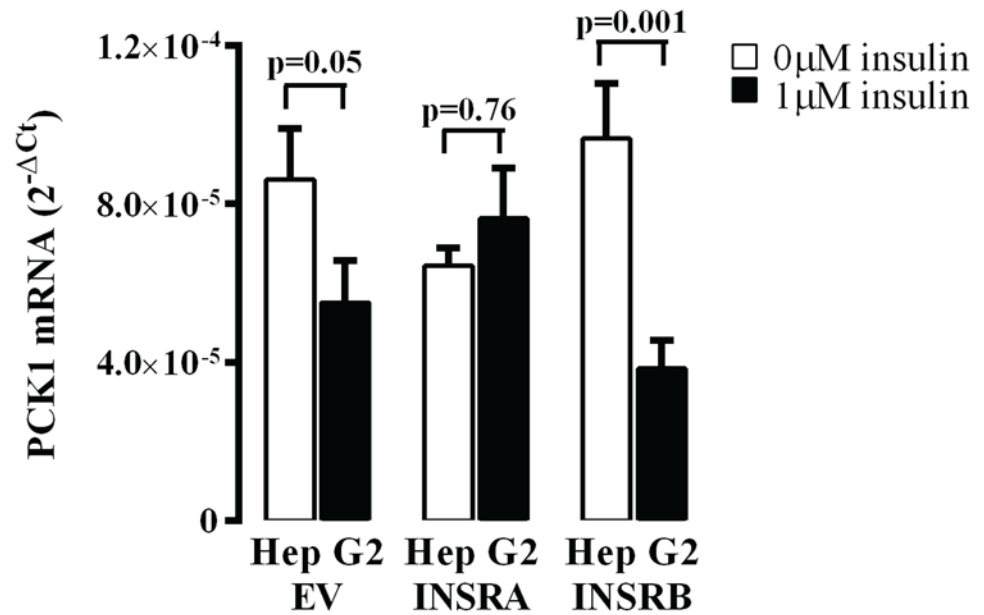 p=0.001
1.2×10⁻⁴
0μM insulin
p=0.05
1μM insulin
p=0.76
PCK1 mRNA (2^-ΔCt)
8.0×10⁻⁵
4.0×10⁻⁵
0
Hep G2 Hep G2 Hep G2
EV INSRA INSRB